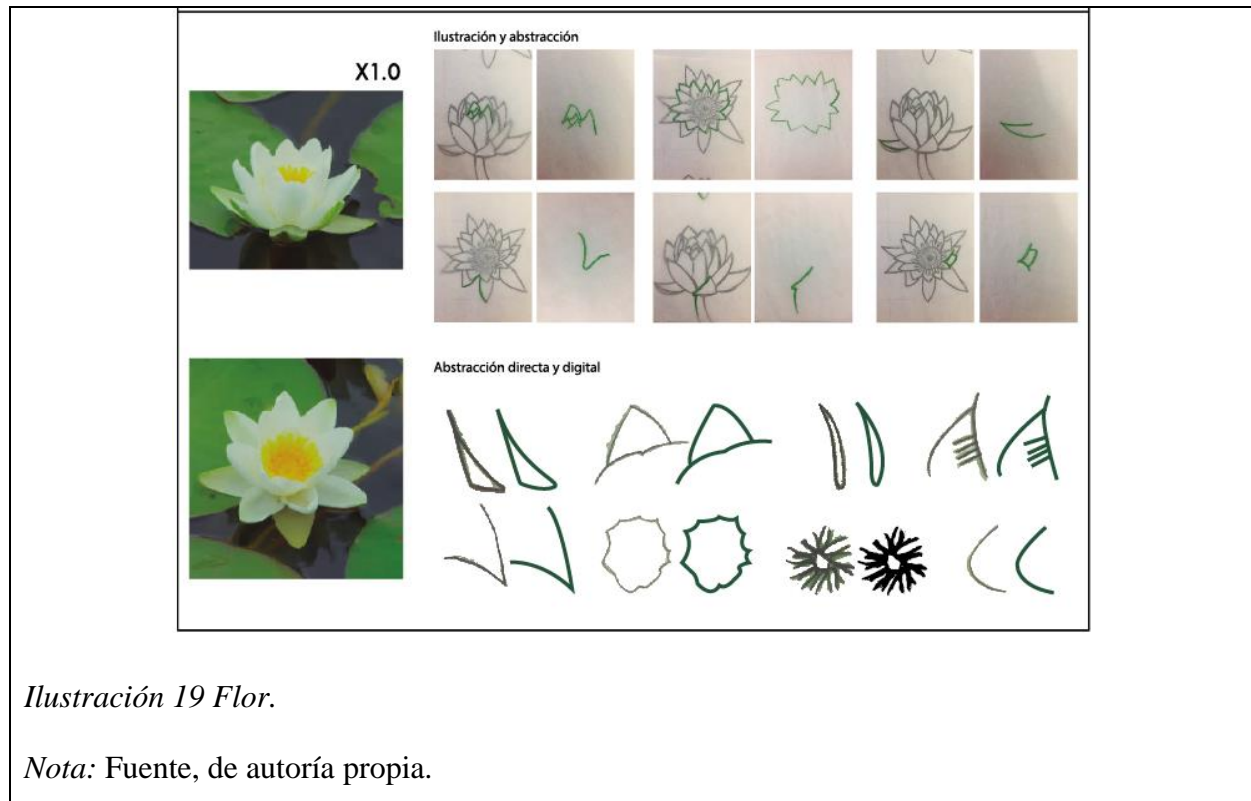 Ilustración y abstracción
X1.0
Abstracción directa y digital
Ilustración 19 Flor.
Nota: Fuente, de autoría propia.